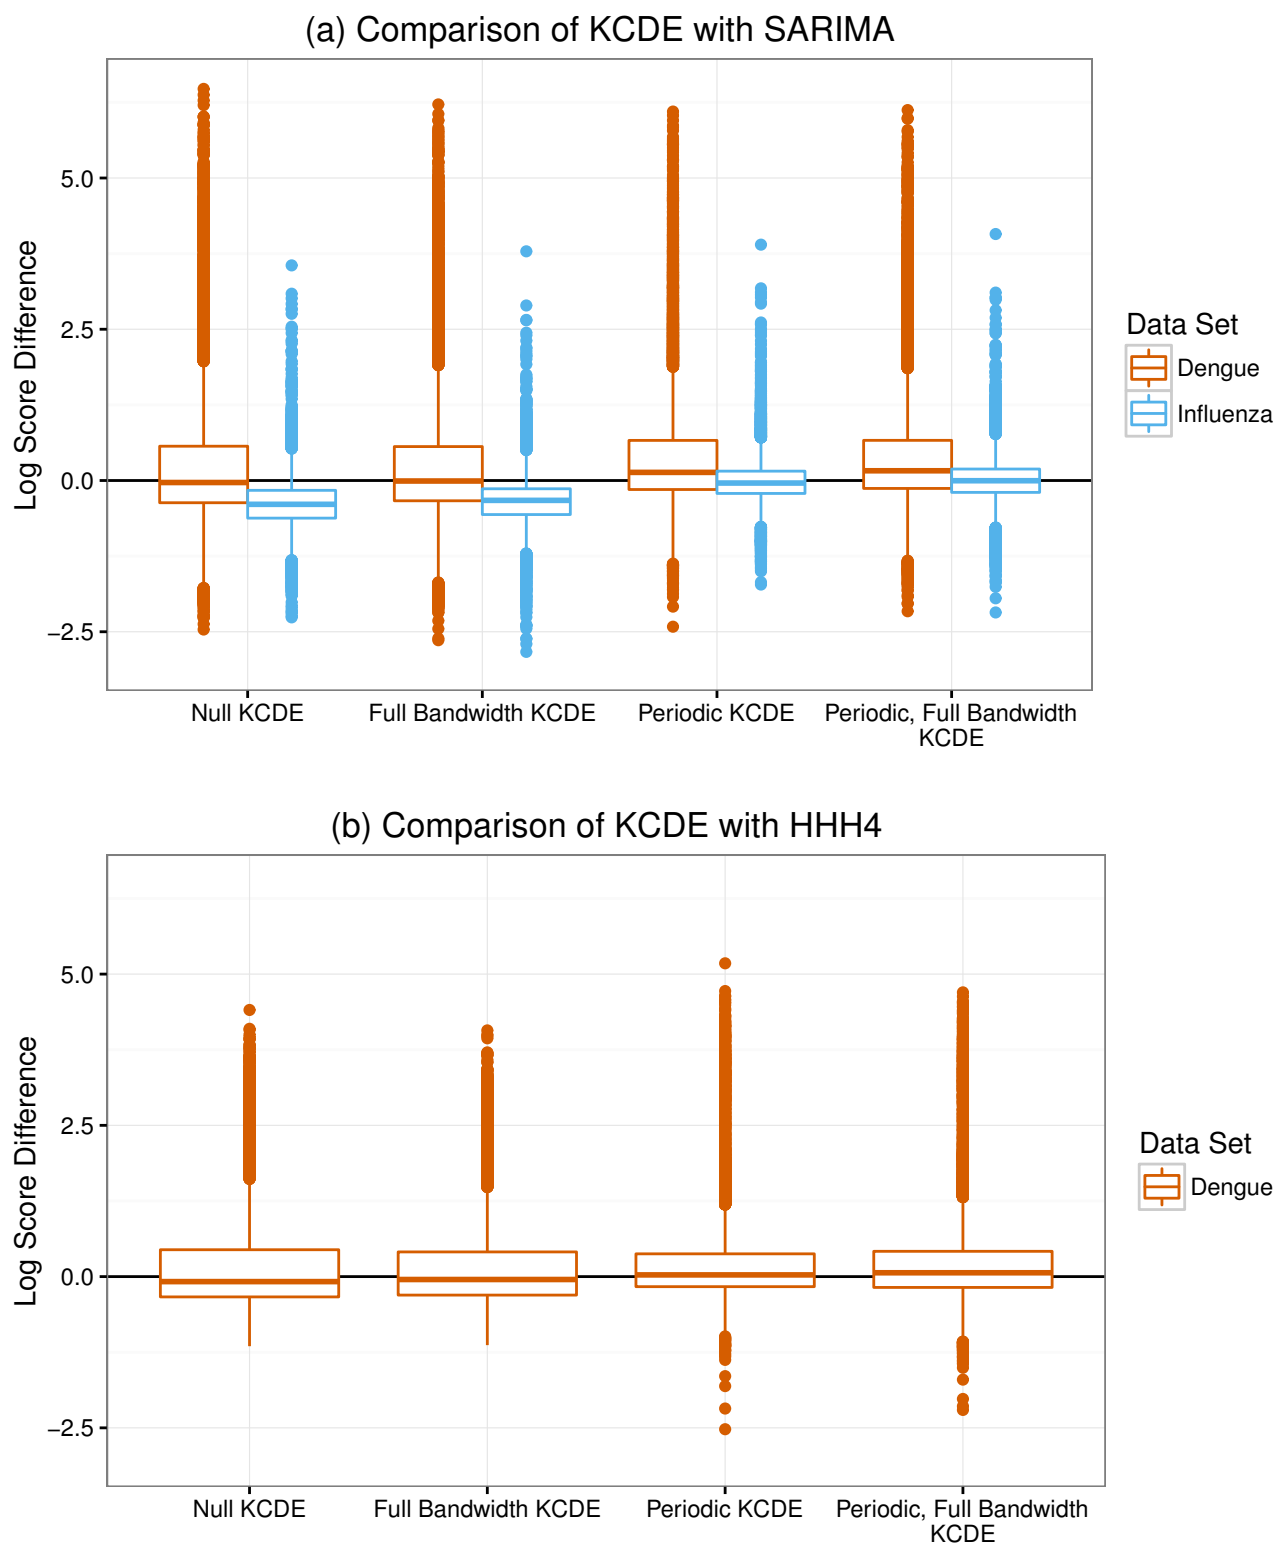 (a) Comparison of KCDE with SARIMA
Log Score Difference
5.0
2.5
0.0
−2.5
Null KCDE
Full Bandwidth KCDE
Periodic KCDE
Periodic, Full Bandwidth
KCDE
Data Set
Dengue
Influenza
(b) Comparison of KCDE with HHH4
Log Score Difference
5.0
2.5
0.0
−2.5
Null KCDE
Full Bandwidth KCDE
Periodic KCDE
Periodic, Full Bandwidth
KCDE
Data Set
Dengue